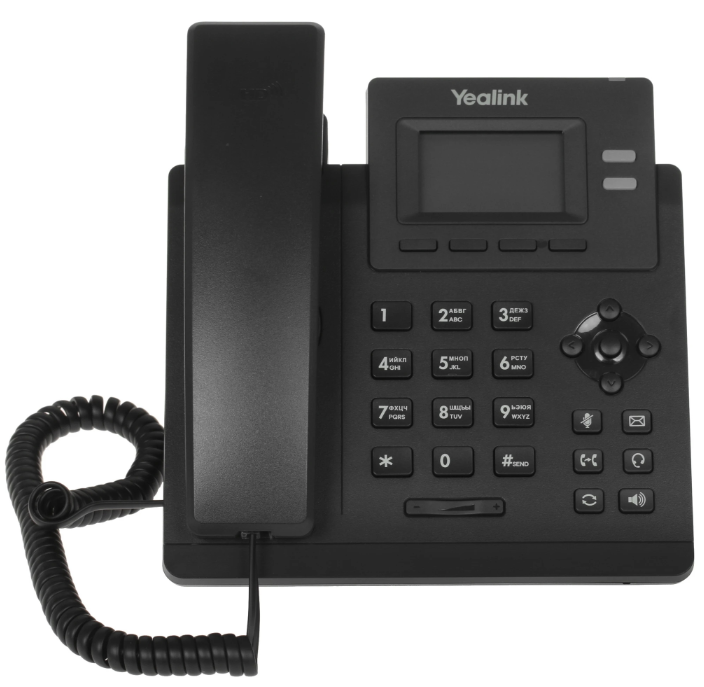 Yealink
1
2 АБВГ
ABC
3 ДЕЖЗ
DEF
4 ИЙКЛ
GHI
5 МНОП
JKL
6 РСТУ
MNO
7 ФХЦЧ
PQRS
8 ШЩЪЫ
TUV
9 ЬЭЮЯ
WXYZ
*
0
#SEND
- +